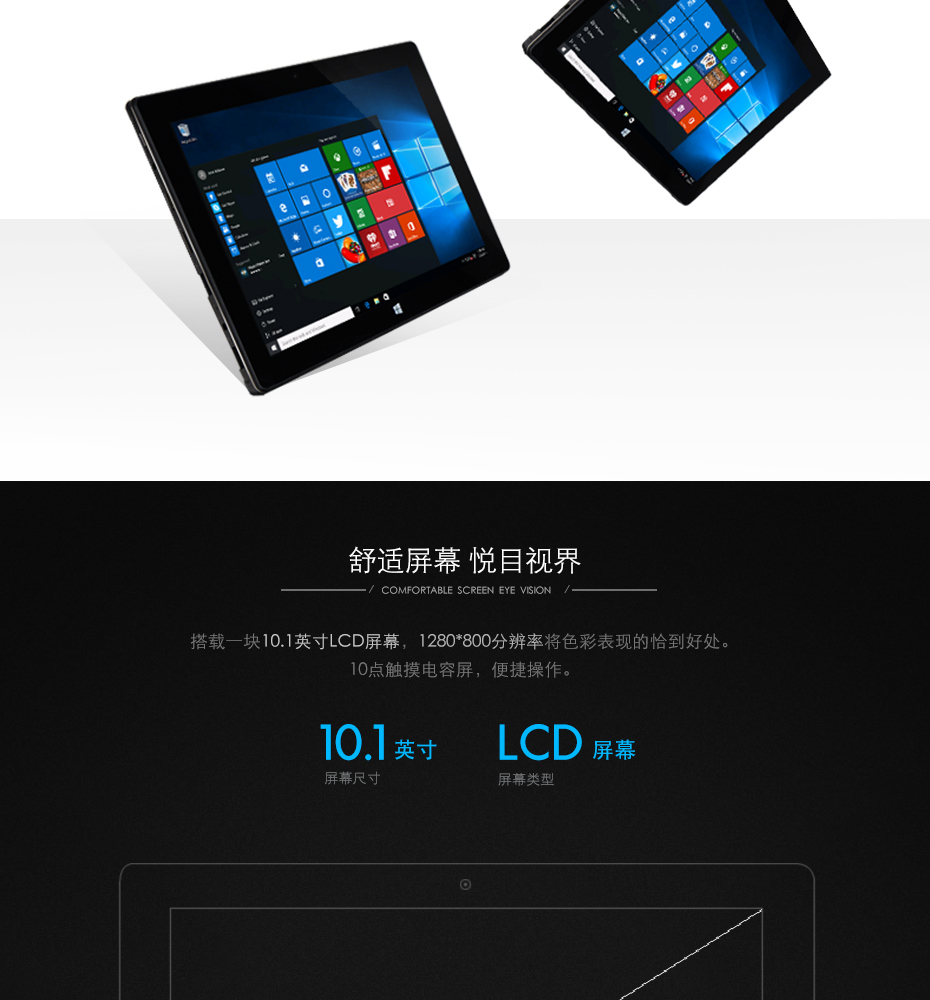 舒适屏幕 悦目视界
COMFORTABLE SCREEN EYE VISION
搭载一块10.1英寸LCD屏幕，1280*800分辨率将色彩表现的恰到好处。
10点触摸电容屏，便捷操作。
10.1 英寸 LCD 屏幕
屏幕尺寸 屏幕类型